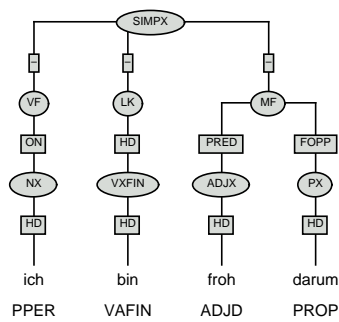 SIMPX
– – –
VF LK MF
ON HD PRED FOPP
NX VXFIN ADJX PX
HD HD HD HD
ich bin froh darum
PPER VAFIN ADJD PROP